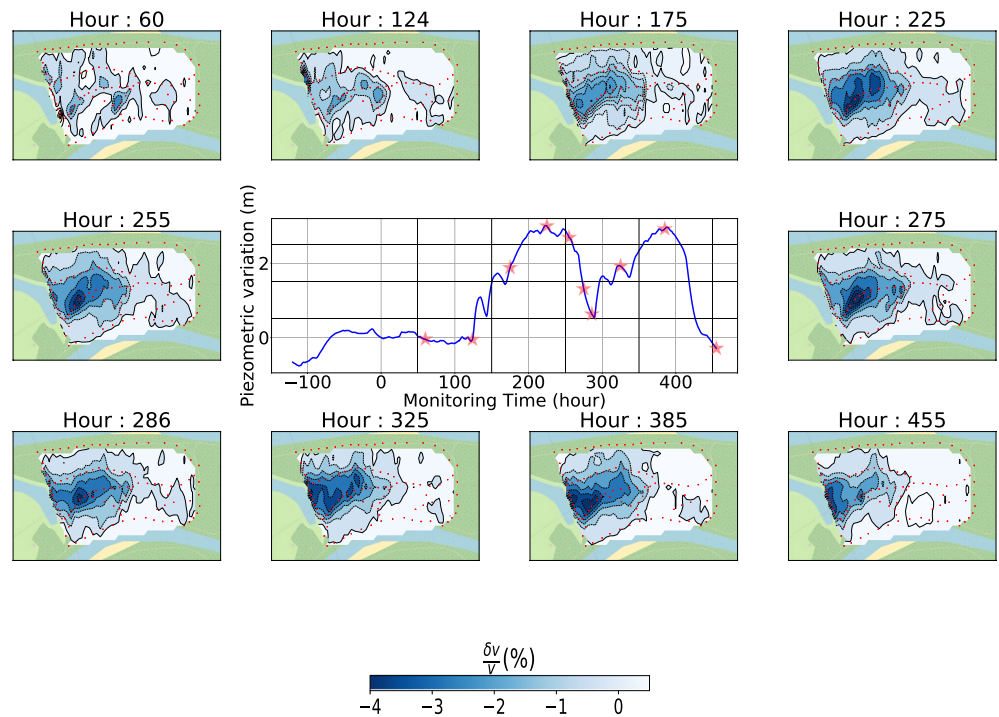 Hour : 60
Hour : 124
Hour : 175
Hour : 225
Hour : 255
Piezometric variation (m)
2
0
−100
0
100
200
300
400
Monitoring Time (hour)
Hour : 275
Hour : 286
Hour : 325
Hour : 385
Hour : 455
δv/v (%)
−4
−3
−2
−1
0